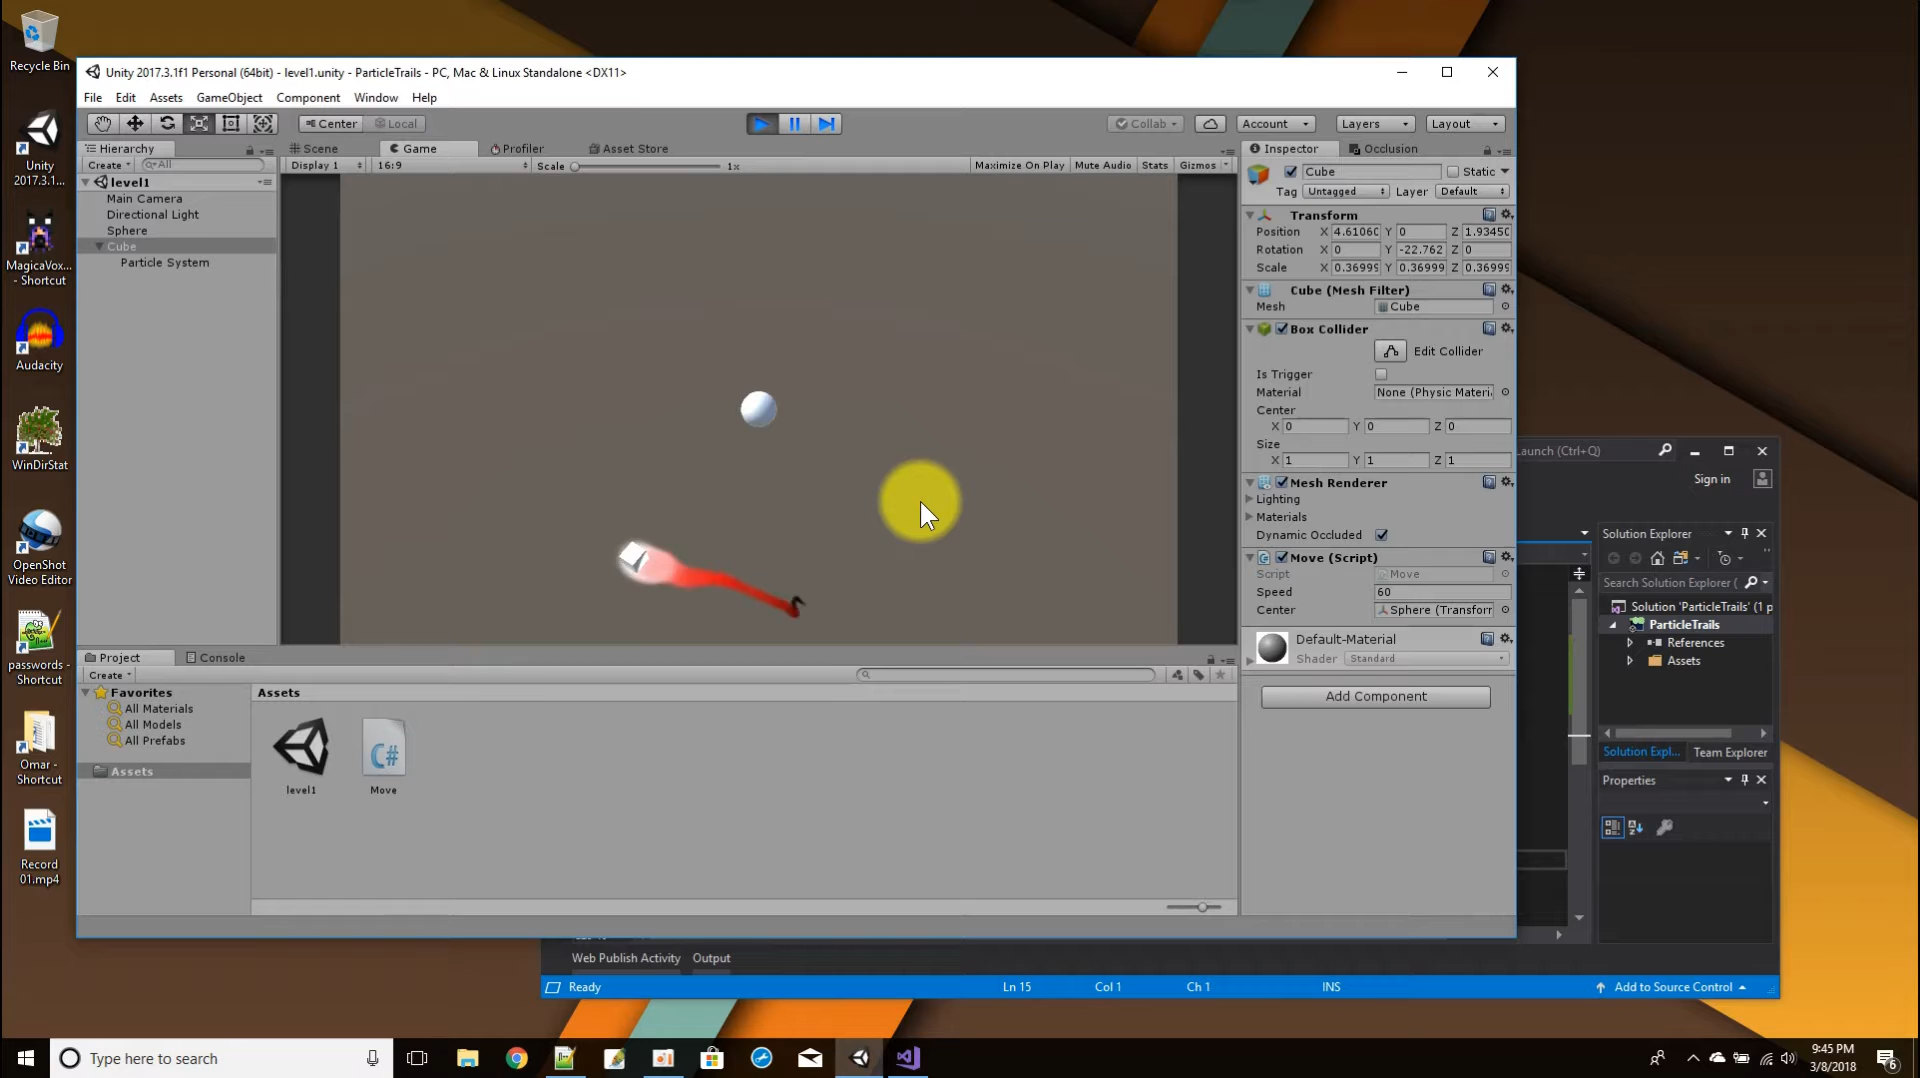 Recycle Bin
Unity
2017.3.1...
MagicaVox...
- Shortcut
Audacity
WinDirStat
OpenShot
Video Editor
passwords -
Shortcut
Omar -
Shortcut
Record
01.mp4
Unity 2017.3.1f1 Personal (64bit) - level1.unity - ParticleTrails - PC, Mac & Linux Standalone <DX11>
File Edit Assets GameObject Component Window Help
Center Local
Collab Account Layers Layout
Hierarchy
Create All
level1
Main Camera
Directional Light
Sphere
Cube
Particle System
Scene Game Profiler Asset Store
Display 1 16:9 Scale 1x Maximize On Play Mute Audio Stats Gizmos
Inspector Occlusion
Cube Static
Tag Untagged Layer Default
Transform
Position X 4.6106 Y 0 Z 1.9345
Rotation X 0 Y -22.762 Z 0
Scale X 0.36999 Y 0.36999 Z 0.36999
Cube (Mesh Filter)
Mesh Cube
Box Collider
Edit Collider
Is Trigger
Material None (Physic Materi
Center
X 0 Y 0 Z 0
Size
X 1 Y 1 Z 1
Mesh Renderer
Lighting
Materials
Dynamic Occluded
Move (Script)
Script Move
Speed 60
Center Sphere (Transforr
Default-Material
Shader Standard
Add Component
Project Console
Create
Favorites
All Materials
All Models
All Prefabs
Assets
Assets
level1
Move
C#
aunch (Ctrl+Q)
Sign in
Solution Explorer
Search Solution Explorer (
Solution 'ParticleTrails' (1 p
ParticleTrails
References
Assets
Solution Expl... Team Explorer
Properties
Web Publish Activity Output
Ready Ln 15 Col 1 Ch 1 INS Add to Source Control
Type here to search
9:45 PM
3/8/2018
6